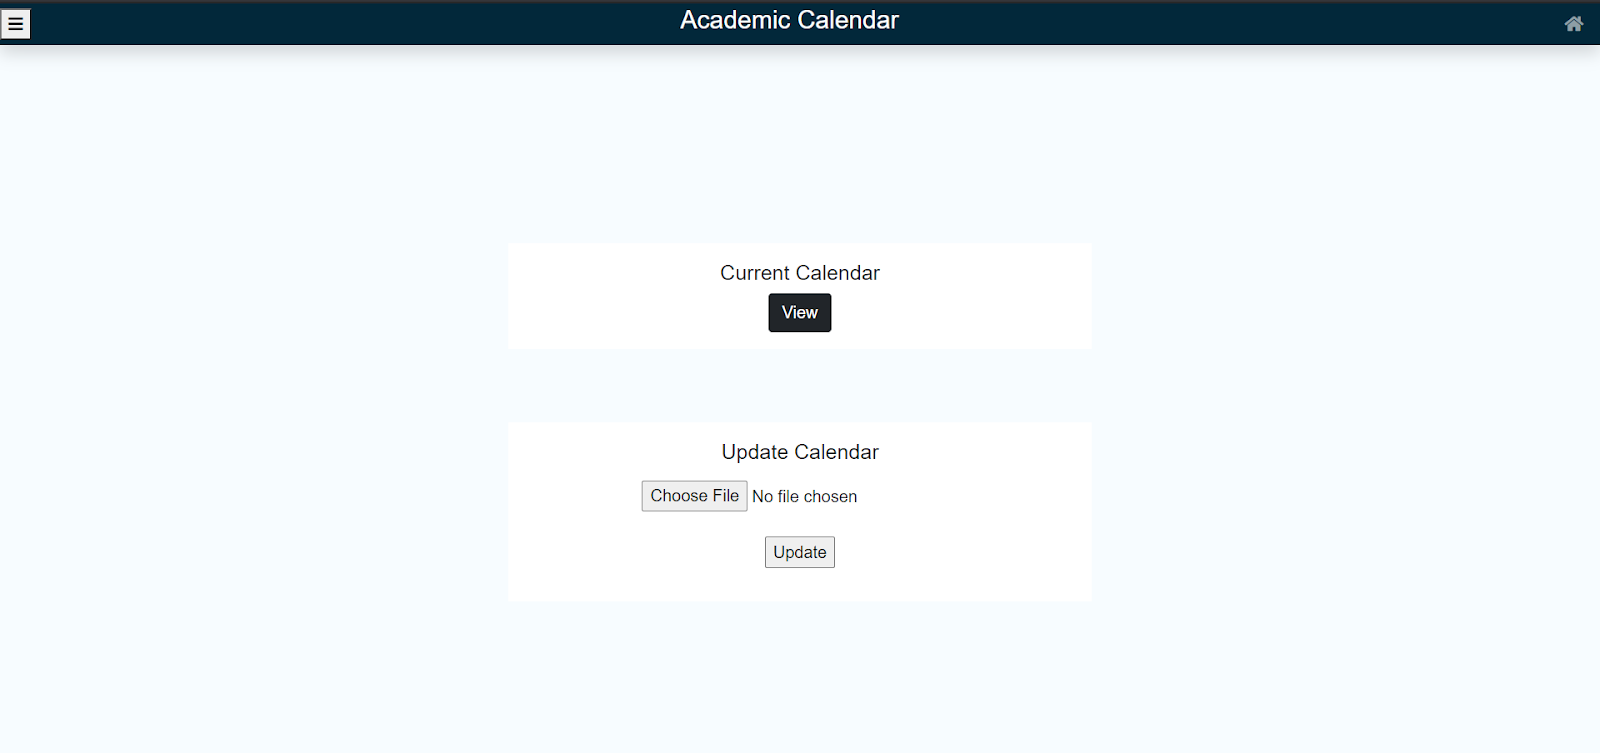 Academic Calendar
Current Calendar
View
Update Calendar
Choose File No file chosen
Update